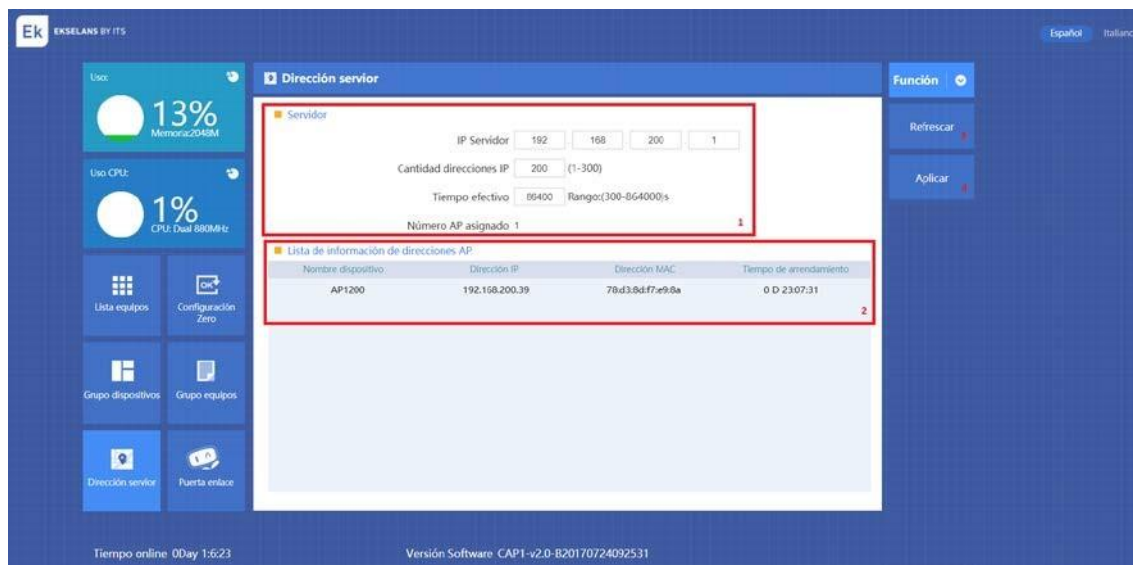 Ek EKSELANS BY ITS
Español Italiano
Uso:
13%
Memoria:2048M
Uso CPU:
1%
CPU: Dual 880MHz
Lista equipos
Configuración
Zero
Grupo dispositivos
Grupo equipos
Dirección servior
Puerta enlace
Dirección servior
Servidor
IP Servidor 192 168 200 1
Cantidad direcciones IP 200 (1-300)
Tiempo efectivo 86400 Rango:(300-864000)s
Número AP asignado 1
1
Lista de información de direcciones AP.
Nombre dispositivo Dirección IP Dirección MAC Tiempo de arrendamiento
AP1200 192.168.200.39 78:d3:8d:f7:e9:8a 0 D 23:07:31
2
Función
Refrescar
Aplicar
4
Tiempo online 0Day 1:6:23
Versión Software CAP1-v2.0-B20170724092531